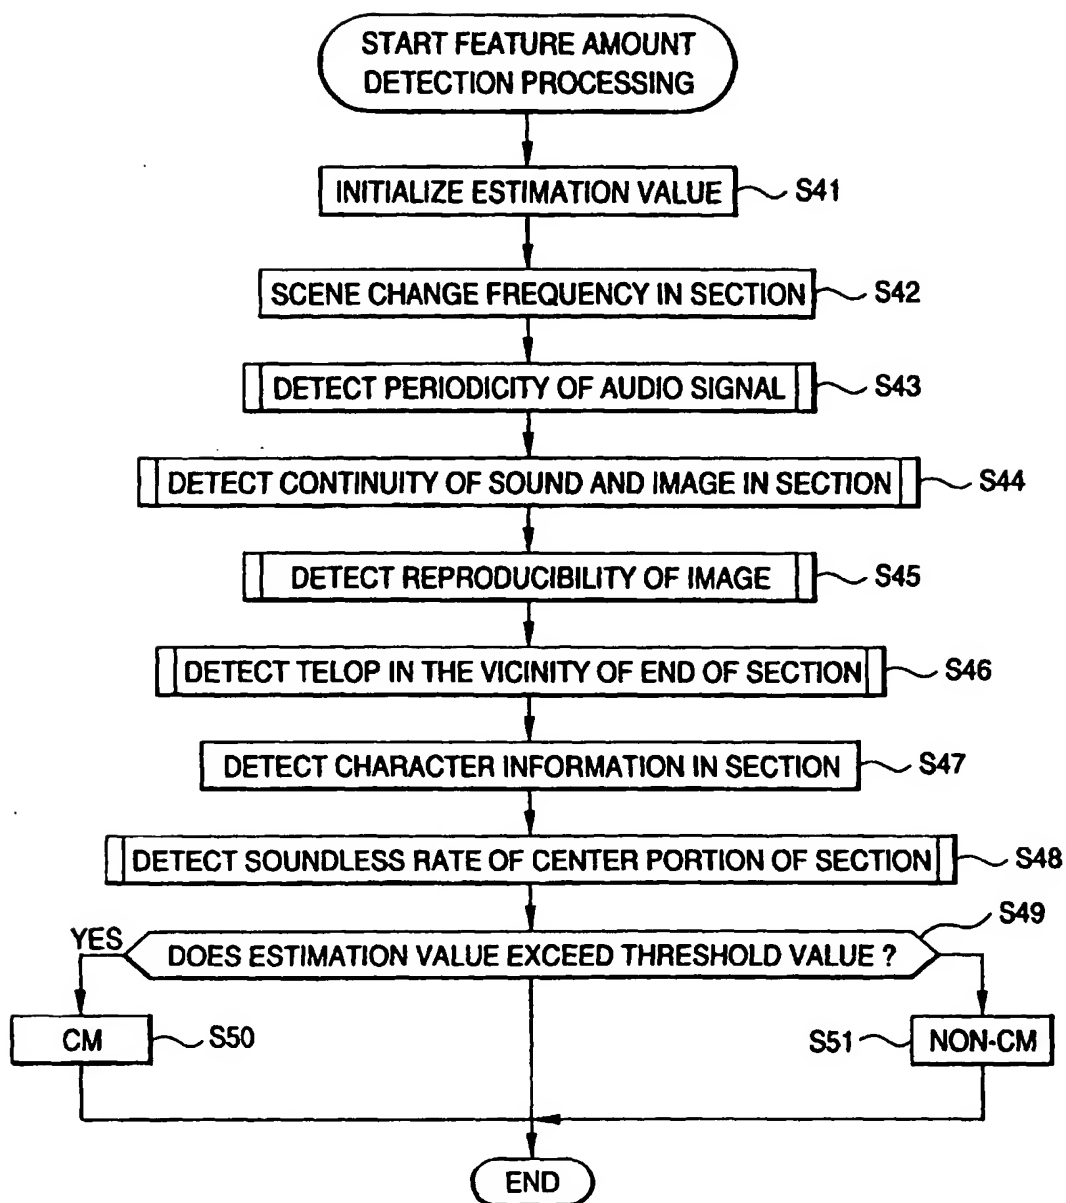 START FEATURE AMOUNT
DETECTION PROCESSING
INITIALIZE ESTIMATION VALUE
S41
SCENE CHANGE FREQUENCY IN SECTION
S42
DETECT PERIODICITY OF AUDIO SIGNAL
S43
DETECT CONTINUITY OF SOUND AND IMAGE IN SECTION
S44
DETECT REPRODUCIBILITY OF IMAGE
S45
DETECT TELOP IN THE VICINITY OF END OF SECTION
S46
DETECT CHARACTER INFORMATION IN SECTION
S47
DETECT SOUNDLESS RATE OF CENTER PORTION OF SECTION
S48
S49
YES
DOES ESTIMATION VALUE EXCEED THRESHOLD VALUE ?
CM
S50
S51
NON-CM
END